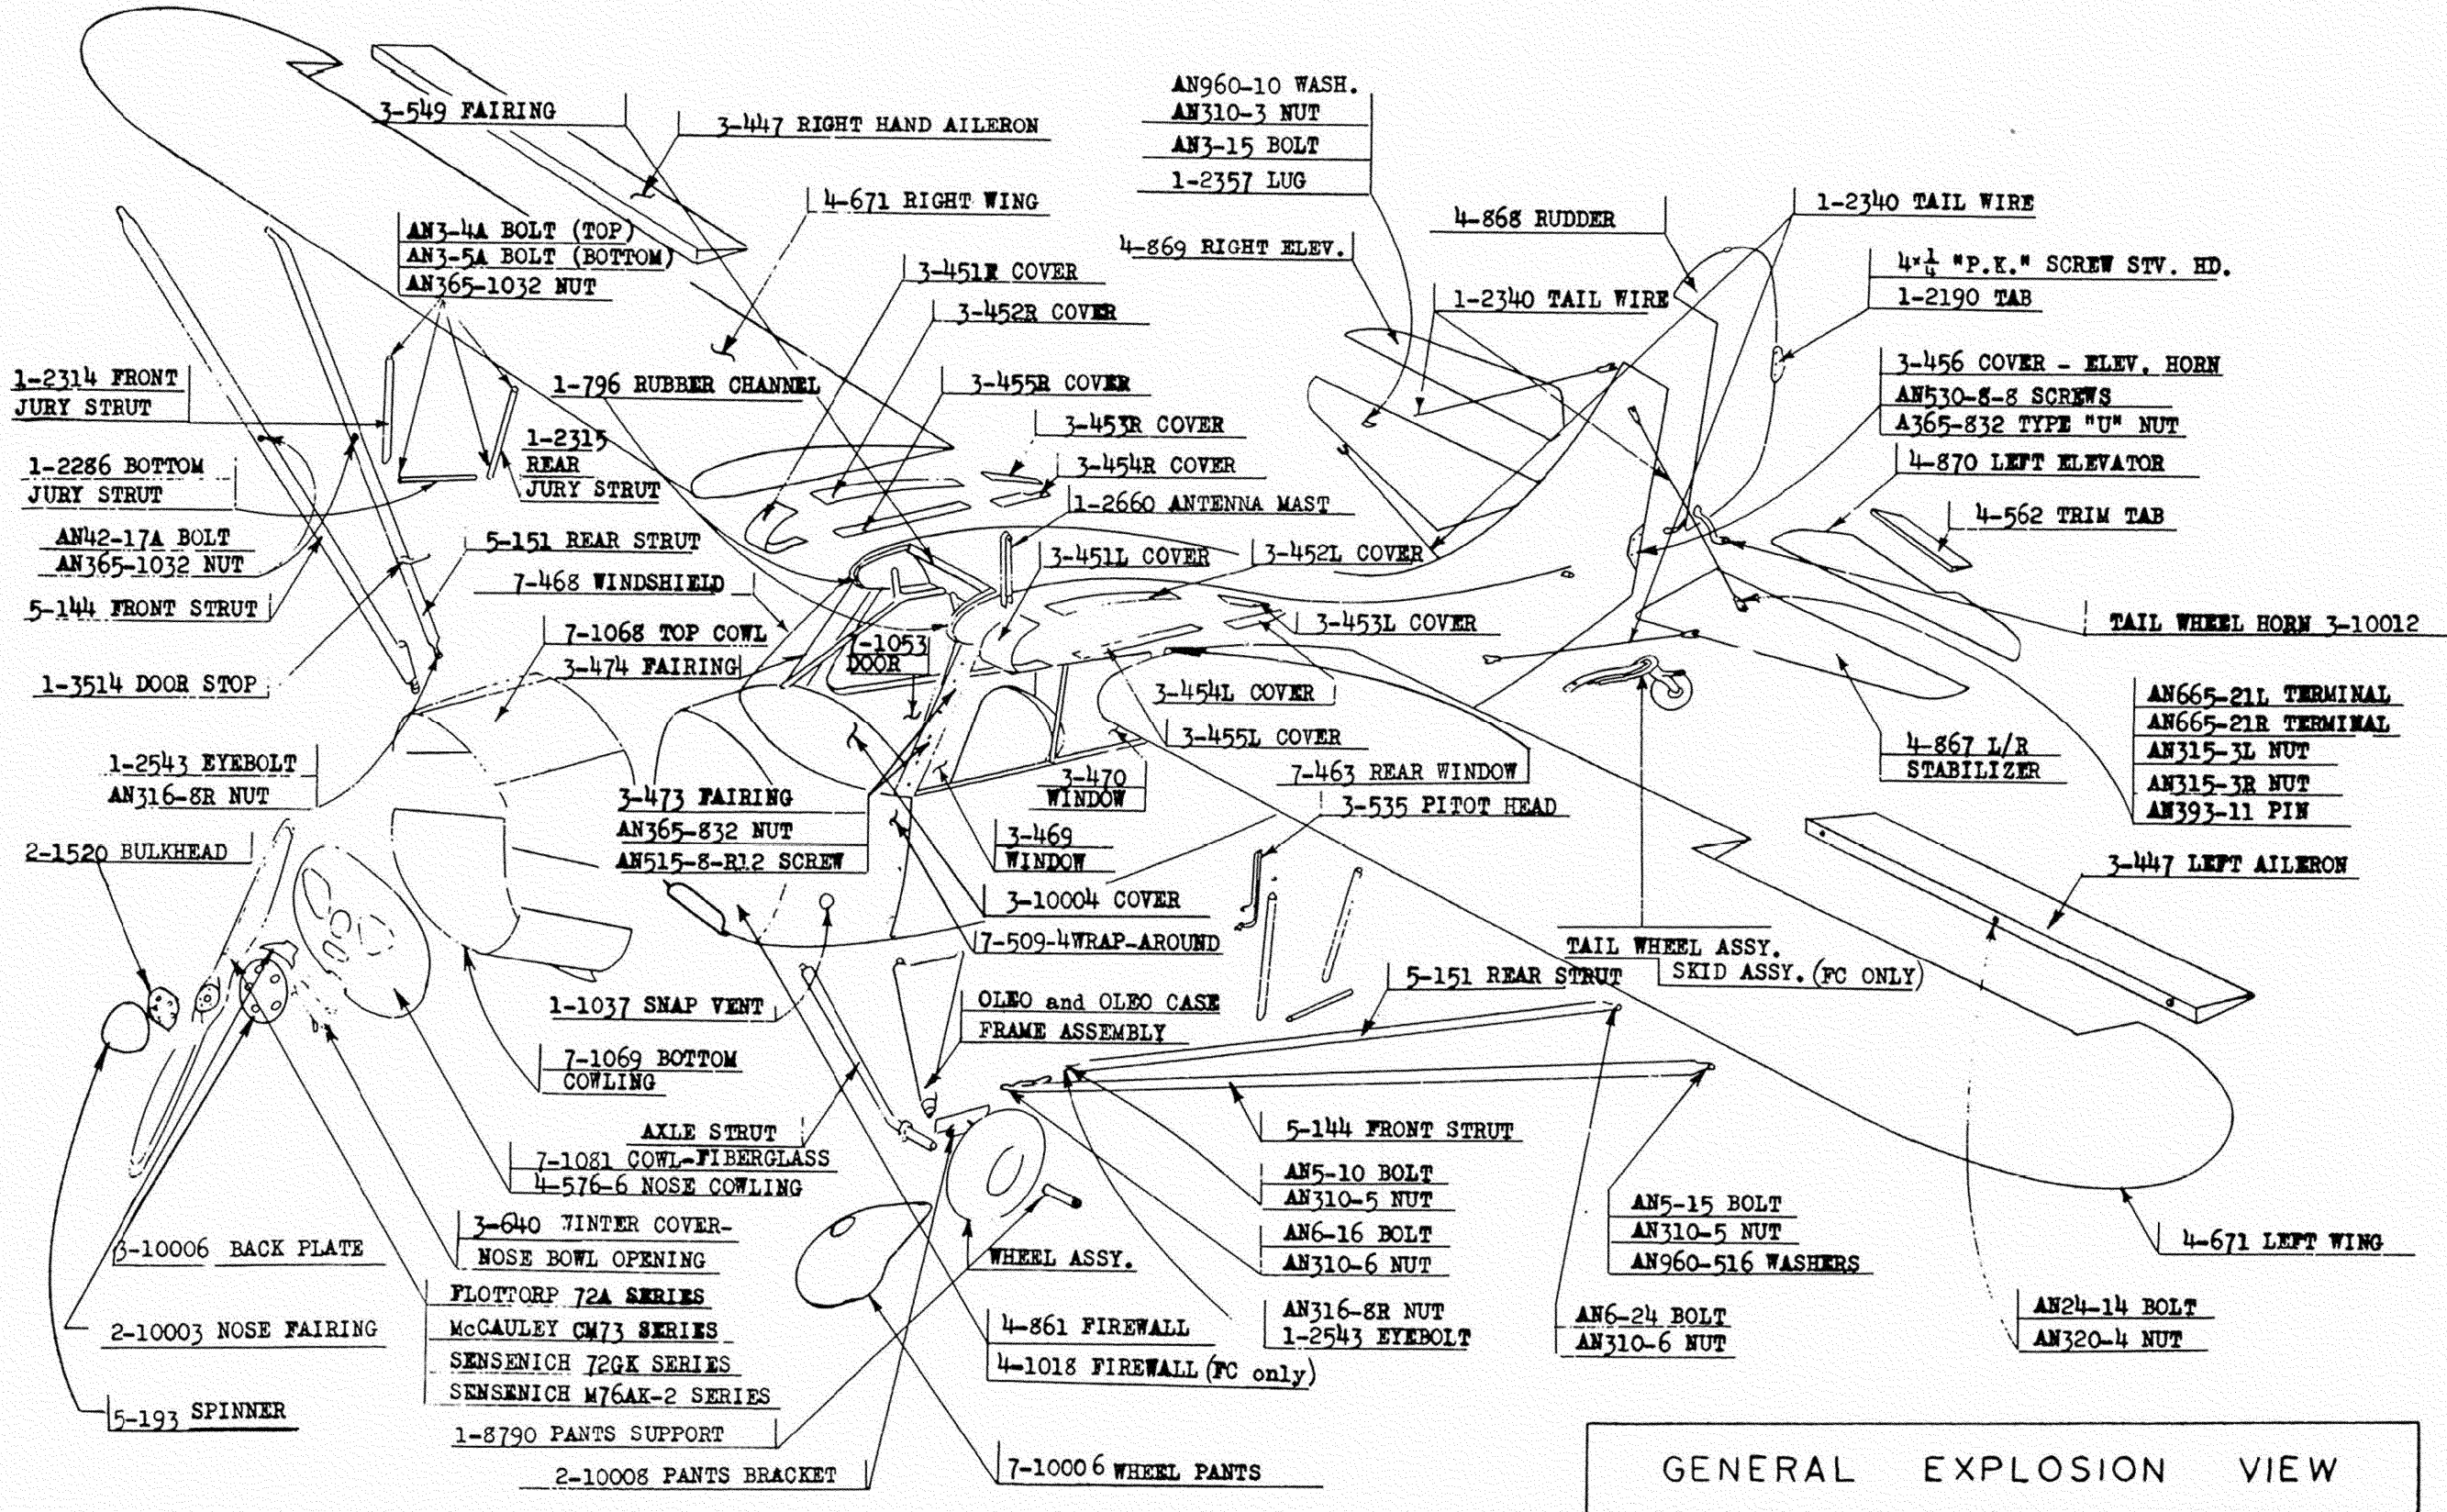 3-549 FAIRING
3-447 RIGHT HAND AILERON
4-671 RIGHT WING
AN960-10 WASH.
AN310-3 NUT
AN3-15 BOLT
1-2357 LUG
4-869 RIGHT ELEV.
4-868 RUDDER
1-2340 TAIL WIRE
1-2340 TAIL WIRE
4×1/4 "P.K." SCREW STV. HD.
1-2190 TAB
3-456 COVER - ELEV. HORN
AN530-8-8 SCREWS
A365-832 TYPE "U" NUT
4-870 LEFT ELEVATOR
4-562 TRIM TAB
TAIL WHEEL HORN 3-10012
AN3-4A BOLT (TOP)
AN3-5A BOLT (BOTTOM)
AN365-1032 NUT
3-451R COVER
3-452R COVER
1-796 RUBBER CHANNEL
3-455R COVER
3-453R COVER
3-454R COVER
1-2660 ANTENNA MAST
3-451L COVER
3-452L COVER
3-453L COVER
3-454L COVER
3-455L COVER
1-2314 FRONT
JURY STRUT
1-2315
REAR
JURY STRUT
1-2286 BOTTOM
JURY STRUT
AN42-17A BOLT
AN365-1032 NUT
5-144 FRONT STRUT
5-151 REAR STRUT
7-468 WINDSHIELD
7-1068 TOP COWL
3-474 FAIRING
7-1053
DOOR
1-3514 DOOR STOP
1-2543 EYEBOLT
AN316-8R NUT
2-1520 BULKHEAD
3-473 FAIRING
AN365-832 NUT
AN515-8-R12 SCREW
3-470
WINDOW
3-469
WINDOW
7-463 REAR WINDOW
3-535 PITOT HEAD
3-10004 COVER
7-509-4 WRAP-AROUND
4-867 L/R
STABILIZER
AN665-21L TERMINAL
AN665-21R TERMINAL
AN315-3L NUT
AN315-3R NUT
AN393-11 PIN
3-447 LEFT AILERON
TAIL WHEEL ASSY.
SKID ASSY. (FC ONLY)
5-151 REAR STRUT
1-1037 SNAP VENT
OLEO and OLEO CASE
FRAME ASSEMBLY
7-1069 BOTTOM
COWLING
AXLE STRUT
7-1081 COWL-FIBERGLASS
4-576-6 NOSE COWLING
3-640 WINTER COVER-
NOSE BOWL OPENING
FLOTTORP 72A SERIES
McCAULEY CM73 SERIES
SENSENICH 72GK SERIES
SENSENICH M76AK-2 SERIES
3-10006 BACK PLATE
2-10003 NOSE FAIRING
5-193 SPINNER
1-8790 PANTS SUPPORT
2-10008 PANTS BRACKET
WHEEL ASSY.
4-861 FIREWALL
4-1018 FIREWALL (FC only)
7-10006 WHEEL PANTS
5-144 FRONT STRUT
AN5-10 BOLT
AN310-5 NUT
AN6-16 BOLT
AN310-6 NUT
AN316-8R NUT
1-2543 EYEBOLT
AN5-15 BOLT
AN310-5 NUT
AN960-516 WASHERS
AN6-24 BOLT
AN310-6 NUT
4-671 LEFT WING
AN24-14 BOLT
AN320-4 NUT
GENERAL EXPLOSION VIEW